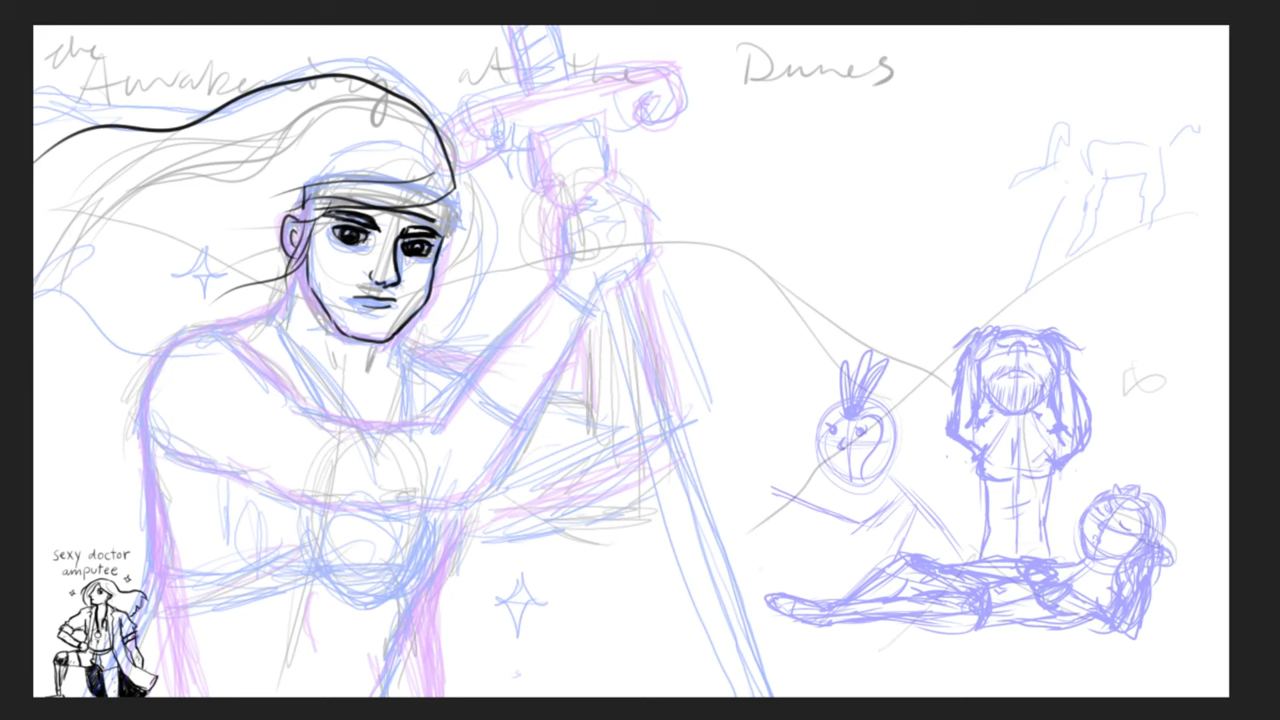 the
Awakening at the Dunes
sexy doctor
amputee